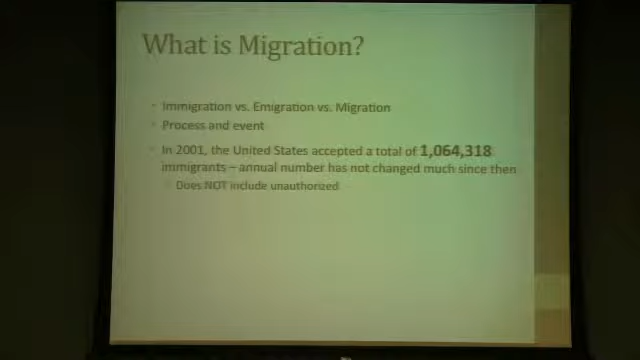 What is Migration?
Immigration vs. Emigration vs. Migration
Process and event
In 2001, the United States accepted a total of 1,064,318
immigrants – annual number has not changed much since then
Does NOT include unauthorized